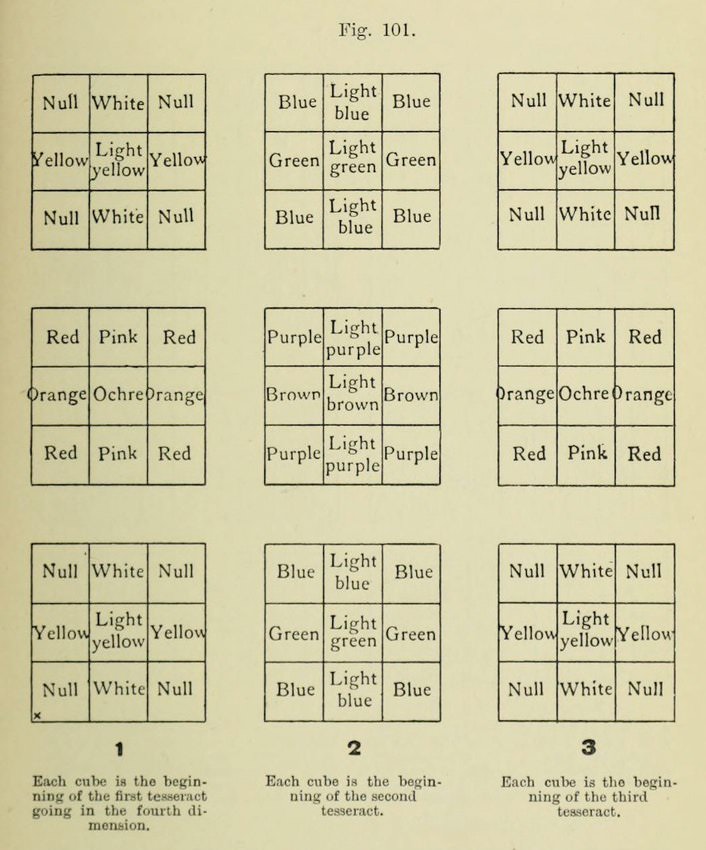 Fig. 101.
Null White Null Blue Light blue Blue Null White Null
Yellow Light yellow Yellow Green Light green Green Yellow Light yellow Yellow
Null White Null Blue Light blue Blue Null White Null
Red Pink Red Purple Light purple Purple Red Pink Red
Orange Ochre Orange Brown Light brown Brown Orange Ochre Orange
Red Pink Red Purple Light purple Purple Red Pink Red
Null White Null Blue Light blue Blue Null White Null
Yellow Light yellow Yellow Green Light green Green Yellow Light yellow Yellow
Null White Null Blue Light blue Blue Null White Null
×
1
Each cube is the begin-
ning of the first tesseract
going in the fourth di-
mension.
2
Each cube is the begin-
ning of the second
tesseract.
3
Each cube is the begin-
ning of the third
tesseract.